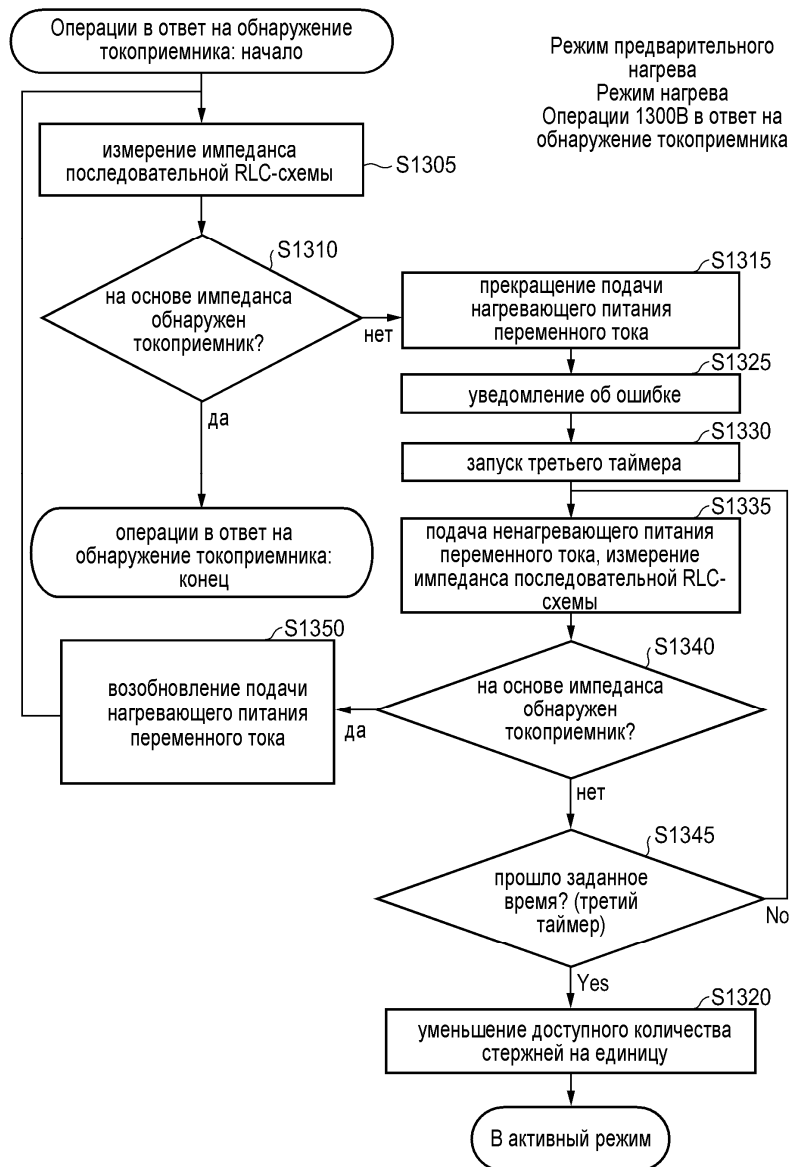 Операции в ответ на обнаружение
токоприемника: начало
Режим предварительного
нагрева
Режим нагрева
Операции 1300B в ответ на
обнаружение токоприемника
измерение импеданса
последовательной RLC-схемы
S1305
S1310
на основе импеданса
обнаружен
токоприемник?
нет
да
S1315
прекращение подачи
нагревающего питания
переменного тока
S1325
уведомление об ошибке
S1330
запуск третьего таймера
операции в ответ на
обнаружение токоприемника:
конец
S1335
подача ненагревающего питания
переменного тока, измерение
импеданса последовательной RLC-
схемы
S1350
возобновление подачи
нагревающего питания
переменного тока
S1340
на основе импеданса
обнаружен
токоприемник?
да
нет
S1345
прошло заданное
время? (третий
таймер)
No
Yes
S1320
уменьшение доступного количества
стержней на единицу
В активный режим